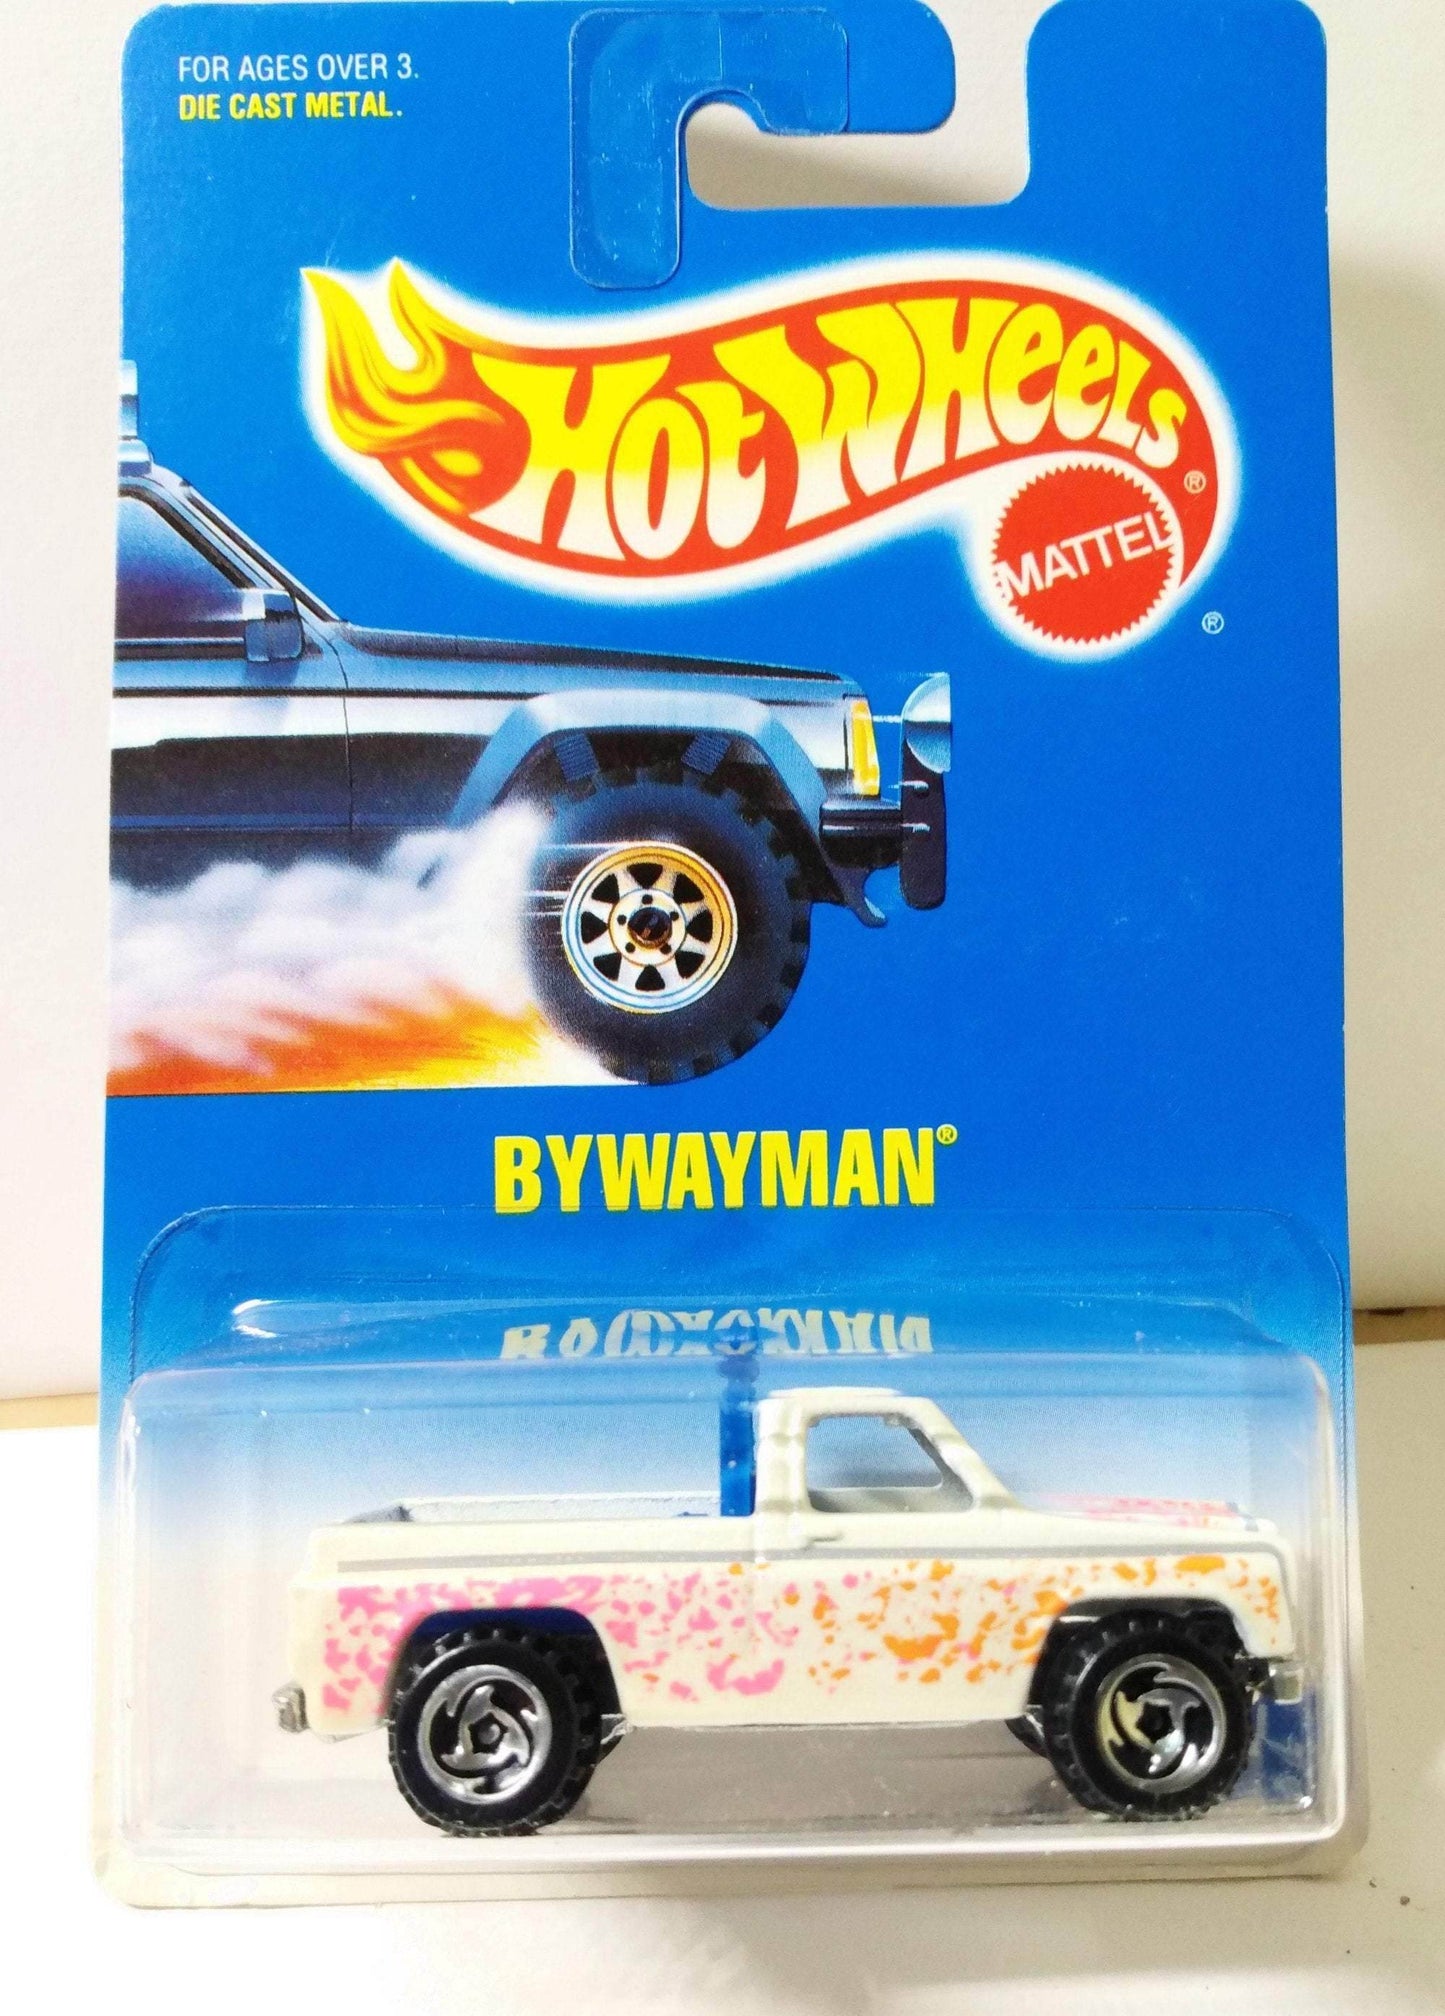 FOR AGES OVER 3.
DIE CAST METAL.
HOT WHEELS®
MATTEL
®
BYWAYMAN®